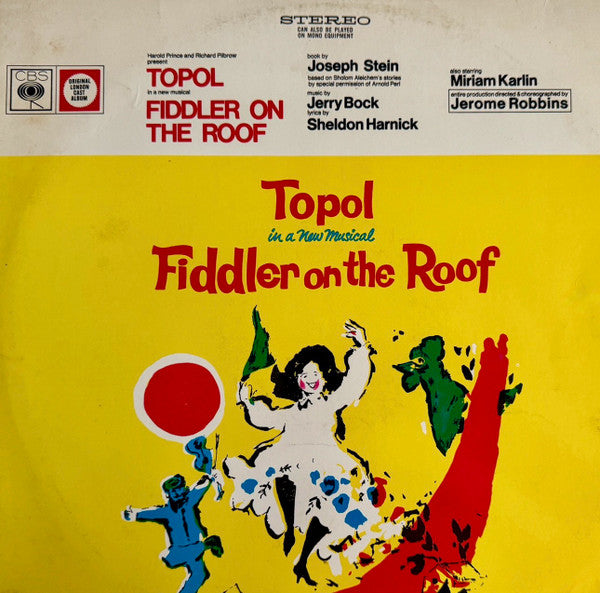 STEREO
CAN ALSO BE PLAYED
ON MONO EQUIPMENT
CBS
ORIGINAL
LONDON
CAST
ALBUM
Harold Prince and Richard Pilbrow
present
TOPOL
in a new musical
FIDDLER ON
THE ROOF
book by
Joseph Stein
based on Sholom Aleichem's stories
by special permission of Arnold Perl
music by
Jerry Bock
lyrics by
Sheldon Harnick
also starring
Miriam Karlin
entire production directed & choreographed by
Jerome Robbins
Topol
in a New Musical
Fiddler on the Roof